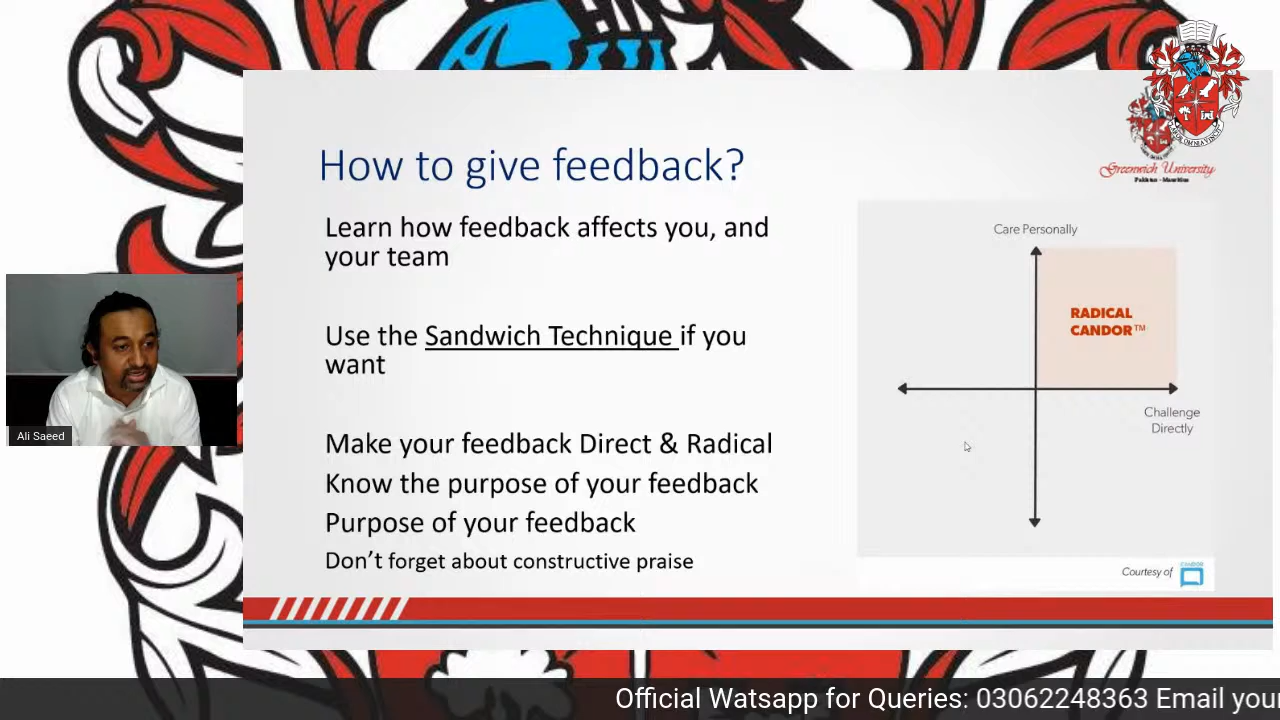 How to give feedback?
Learn how feedback affects you, and
your team
Use the Sandwich Technique if you
want
Make your feedback Direct & Radical
Know the purpose of your feedback
Purpose of your feedback
Don't forget about constructive praise
Greenwich University
Pakistan - Mauritius
Care Personally
RADICAL
CANDOR™
Challenge
Directly
Courtesy of
Ali Saeed
Official Watsapp for Queries: 03062248363 Email you